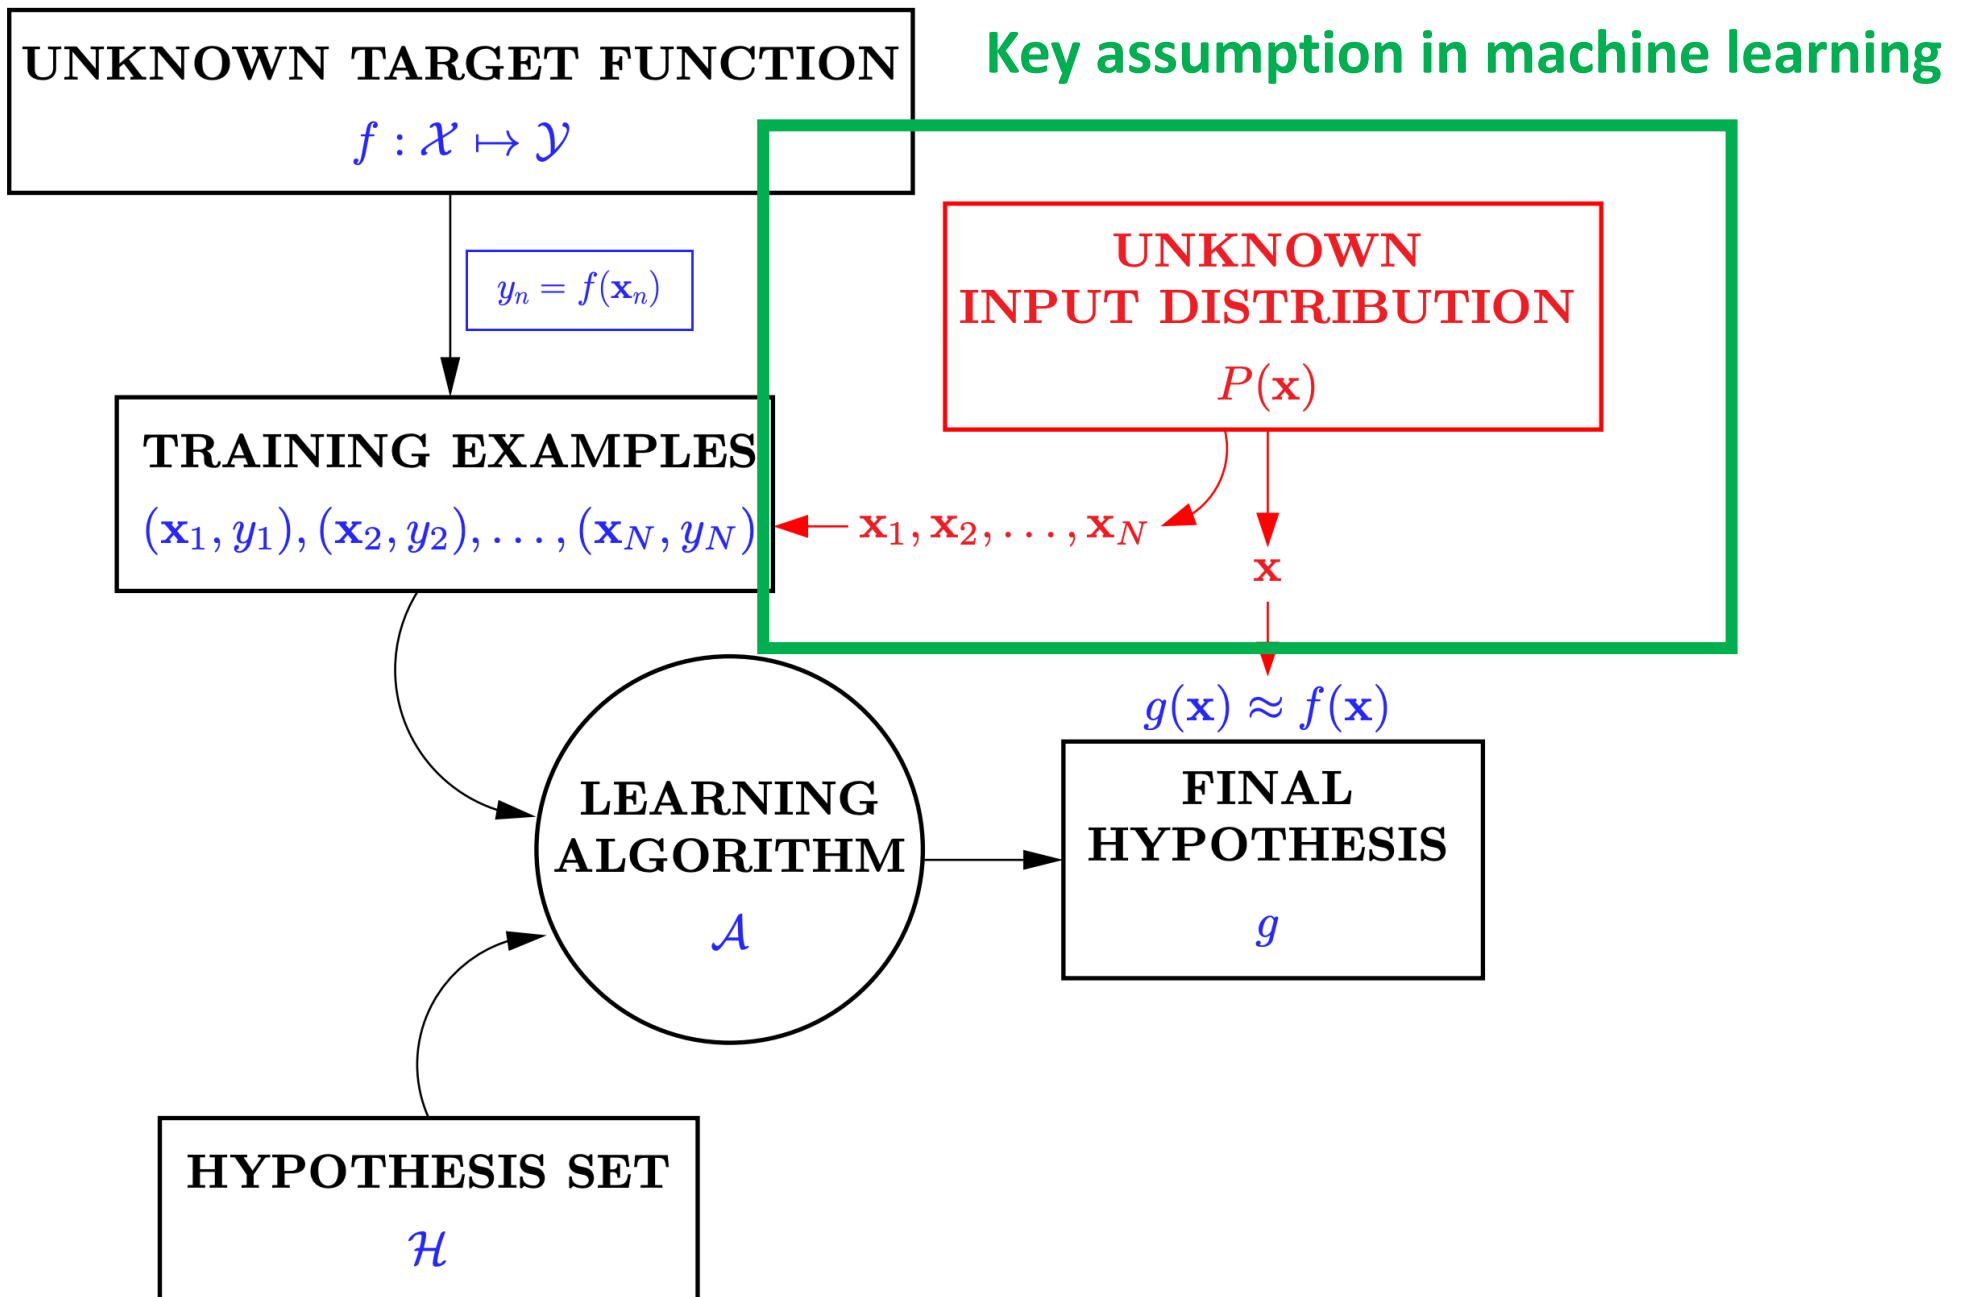 UNKNOWN TARGET FUNCTION
f : 𝒳 ↦ 𝒴
Key assumption in machine learning
yₙ = f(𝐱ₙ)
UNKNOWN
INPUT DISTRIBUTION
P(𝐱)
TRAINING EXAMPLES
(𝐱₁, y₁), (𝐱₂, y₂), . . . , (𝐱_N, y_N)
𝐱₁, 𝐱₂, . . . , 𝐱_N
𝐱
g(𝐱) ≈ f(𝐱)
LEARNING
ALGORITHM
𝒜
FINAL
HYPOTHESIS
g
HYPOTHESIS SET
ℋ